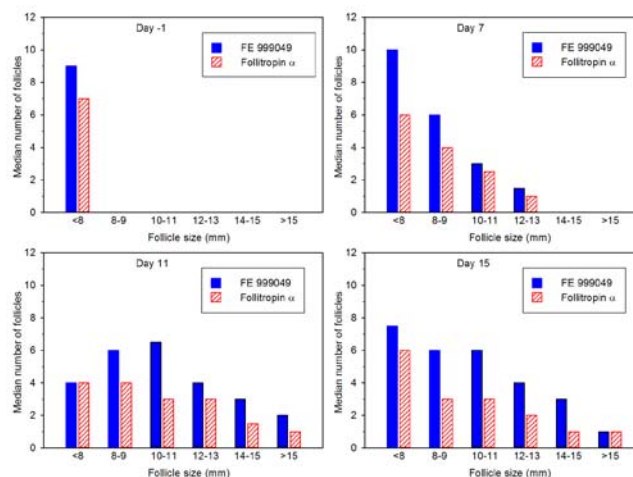 Day -1
FE 999049
Follitropin α
Median number of follicles
12
10
8
6
4
2
0
<8 8-9 10-11 12-13 14-15 >15
Follicle size (mm)
Day 7
FE 999049
Follitropin α
Median number of follicles
12
10
8
6
4
2
0
<8 8-9 10-11 12-13 14-15 >15
Follicle size (mm)
Day 11
FE 999049
Follitropin α
Median number of follicles
12
10
8
6
4
2
0
<8 8-9 10-11 12-13 14-15 >15
Follicle size (mm)
Day 15
FE 999049
Follitropin α
Median number of follicles
12
10
8
6
4
2
0
<8 8-9 10-11 12-13 14-15 >15
Follicle size (mm)